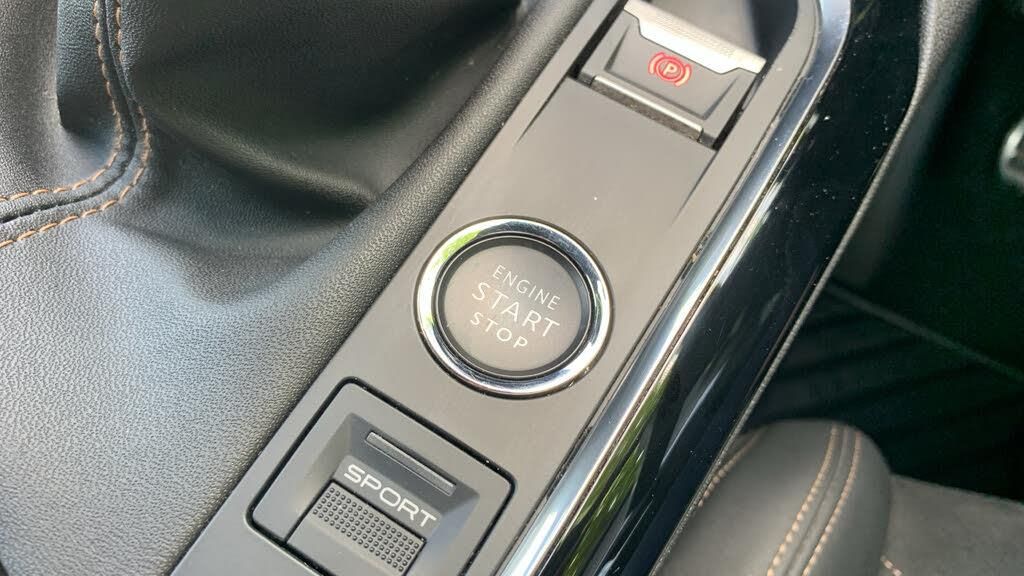 P
ENGINE
START
STOP
SPORT